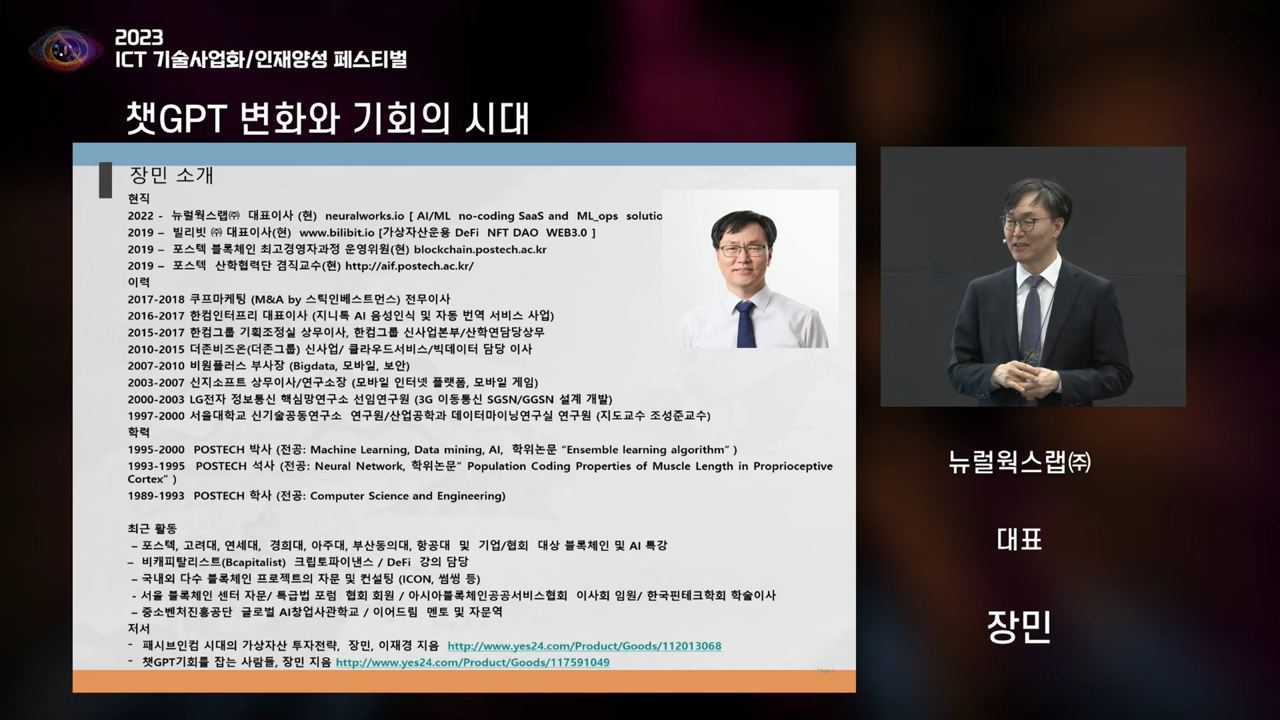 2023
ICT 기술사업화/인재양성 페스티벌
챗GPT 변화와 기회의 시대
장민 소개
현직
2022 - 뉴럴웍스랩㈜ 대표이사 (현) neuralworks.io [ AI/ML no-coding SaaS and ML_ops solutio
2019 – 빌리빗 ㈜ 대표이사(현) www.bilibit.io [가상자산운용 DeFi NFT DAO WEB3.0 ]
2019 – 포스텍 블록체인 최고경영자과정 운영위원(현) blockchain.postech.ac.kr
2019 – 포스텍 산학협력단 겸직교수(현) http://aif.postech.ac.kr/
이력
2017-2018 쿠프마케팅 (M&A by 스틱인베스트먼스) 전무이사
2016-2017 한컴인터프리 대표이사 (지니톡 AI 음성인식 및 자동 번역 서비스 사업)
2015-2017 한컴그룹 기획조정실 상무이사, 한컴그룹 신사업본부/산학연담당상무
2010-2015 더존비즈온(더존그룹) 신사업/ 클라우드서비스/빅데이터 담당 이사
2007-2010 비원플러스 부사장 (Bigdata, 모바일, 보안)
2003-2007 신지소프트 상무이사/연구소장 (모바일 인터넷 플랫폼, 모바일 게임)
2000-2003 LG전자 정보통신 핵심망연구소 선임연구원 (3G 이동통신 SGSN/GGSN 설계 개발)
1997-2000 서울대학교 신기술공동연구소 연구원/산업공학과 데이터마이닝연구실 연구원 (지도교수 조성준교수)
학력
1995-2000 POSTECH 박사 (전공: Machine Learning, Data mining, AI, 학위논문 “Ensemble learning algorithm” )
1993-1995 POSTECH 석사 (전공: Neural Network, 학위논문” Population Coding Properties of Muscle Length in Proprioceptive
Cortex” )
1989-1993 POSTECH 학사 (전공: Computer Science and Engineering)
최근 활동
– 포스텍, 고려대, 연세대, 경희대, 아주대, 부산동의대, 항공대 및 기업/협회 대상 블록체인 및 AI 특강
– 비캐피탈리스트(Bcapitalist) 크립토파이낸스 / DeFi 강의 담당
– 국내외 다수 블록체인 프로젝트의 자문 및 컨설팅 (ICON, 썸씽 등)
- 서울 블록체인 센터 자문/ 특급법 포럼 협회 회원 / 아시아블록체인공공서비스협회 이사회 임원/ 한국핀테크학회 학술이사
– 중소벤처진흥공단 글로벌 AI창업사관학교 / 이어드림 멘토 및 자문역
저서
- 패시브인컴 시대의 가상자산 투자전략, 장민, 이재경 지음 http://www.yes24.com/Product/Goods/112013068
- 챗GPT기회를 잡는 사람들, 장민 지음 http://www.yes24.com/Product/Goods/117591049
뉴럴웍스랩㈜
대표
장민